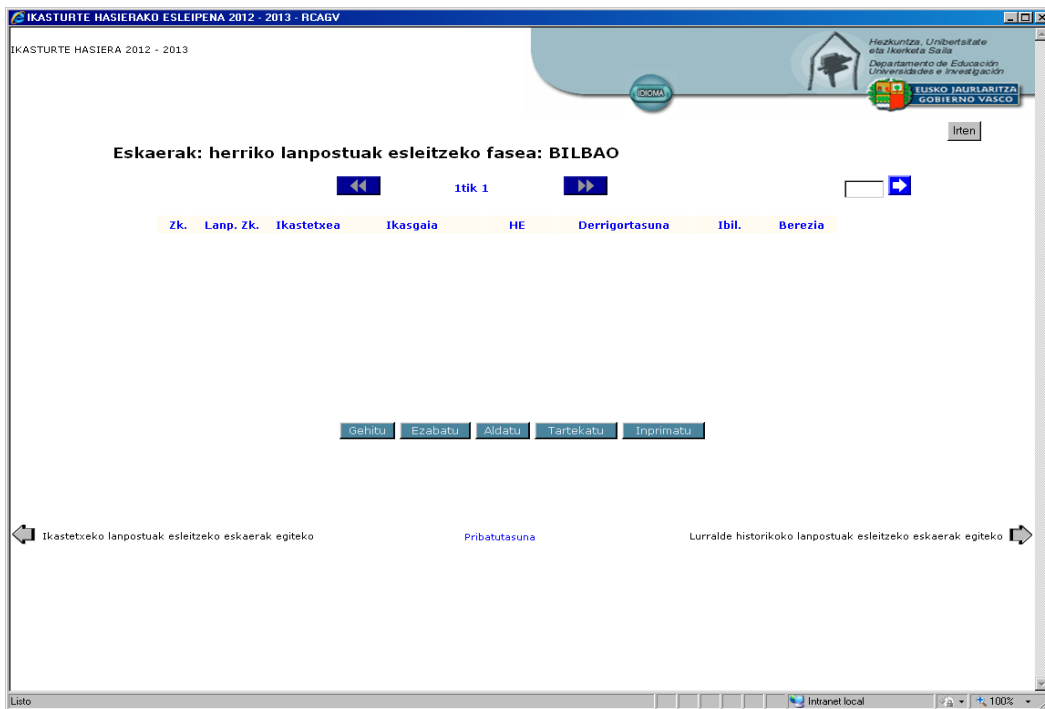 IKASTURTE HASIERAKO ESLEIPENA 2012 - 2013 - RCAGV
IKASTURTE HASIERA 2012 - 2013
Hezkuntza, Unibertsitate
eta Ikerketa Saila
Departamento de Educación
Universidades e Investigación
IDIOMA
EUSKO JAURLARITZA
GOBIERNO VASCO
Irten
Eskaerak: herriko lanpostuak esleitzeko fasea: BILBAO
1tik 1
Zk. Lanp. Zk. Ikastetxea Ikasgaia HE Derrigortasuna Ibil. Berezia
Gehitu Ezabatu Aldatu Tartekatu Inprimatu
Ikastetxeko lanpostuak esleitzeko eskaerak egiteko Pribatutasuna Lurralde historikoko lanpostuak esleitzeko eskaerak egiteko
Listo Intranet local 100%